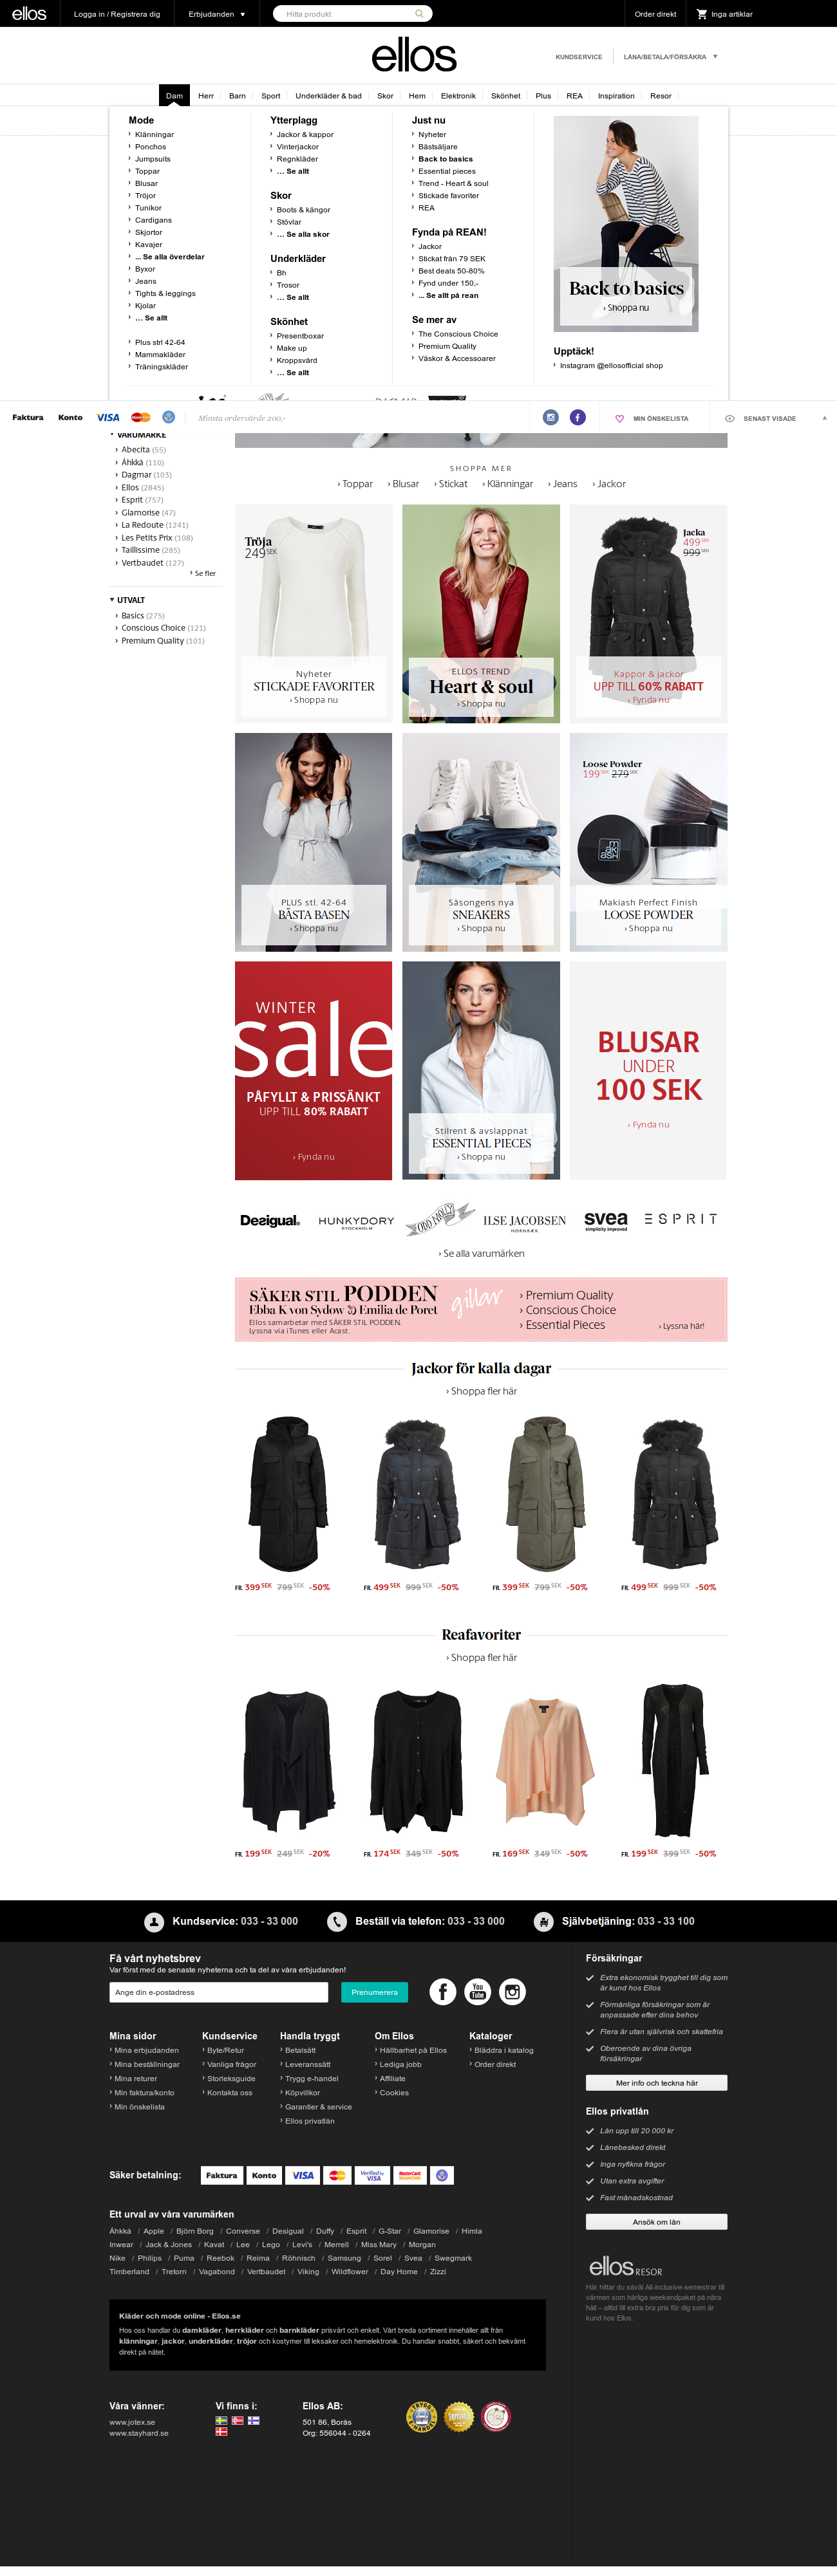 ellos
Logga in / Registrera dig
Erbjudanden
Hitta produkt
Order direkt
Inga artiklar
ellos
KUNDSERVICE
LÅNA/BETALA/FÖRSÄKRA
Dam
Herr
Barn
Sport
Underkläder & bad
Skor
Hem
Elektronik
Skönhet
Plus
REA
Inspiration
Resor
Mode
Klänningar
Ponchos
Jumpsuits
Toppar
Blusar
Tröjor
Tunikor
Cardigans
Skjortor
Kavajer
... Se alla överdelar
Byxor
Jeans
Tights & leggings
Kjolar
... Se allt
Plus strl 42-64
Mammakläder
Träningskläder
Ytterplagg
Jackor & kappor
Vinterjackor
Regnkläder
... Se allt
Skor
Boots & kängor
Stövlar
... Se alla skor
Underkläder
Bh
Trosor
... Se allt
Skönhet
Presentboxar
Make up
Kroppsvård
... Se allt
Just nu
Nyheter
Bästsäljare
Back to basics
Essential pieces
Trend - Heart & soul
Stickade favoriter
REA
Fynda på REAN!
Jackor
Stickat från 79 SEK
Best deals 50-80%
Fynd under 150,-
... Se allt på rean
Se mer av
The Conscious Choice
Premium Quality
Väskor & Accessoarer
Back to basics
› Shoppa nu
Upptäck!
Instagram @ellosofficial shop
Faktura
Konto
VISA
MasterCard
Minsta ordervärde 200,-
MIN ÖNSKELISTA
SENAST VISADE
VARUMÄRKE
Abecita (55)
Åhkkà (110)
Dagmar (103)
Ellos (2845)
Esprit (757)
Glamorise (47)
La Redoute (1241)
Les Petits Prix (108)
Taillissime (285)
Vertbaudet (127)
Se fler
UTVALT
Basics (275)
Conscious Choice (121)
Premium Quality (101)
SHOPPA MER
› Toppar
› Blusar
› Stickat
› Klänningar
› Jeans
› Jackor
Tröja
249 SEK
Nyheter
STICKADE FAVORITER
› Shoppa nu
ELLOS TREND
Heart & soul
› Shoppa nu
Jacka
499 SEK
999 SEK
Kappor & jackor
UPP TILL 60% RABATT
› Fynda nu
PLUS stl. 42-64
BÄSTA BASEN
› Shoppa nu
Säsongens nya
SNEAKERS
› Shoppa nu
Loose Powder
199 SEK 279 SEK
Makiash Perfect Finish
LOOSE POWDER
› Shoppa nu
WINTER
sale
PÅFYLLT & PRISSÄNKT
UPP TILL 80% RABATT
› Fynda nu
Stilrent & avslappnat
ESSENTIAL PIECES
› Shoppa nu
BLUSAR
UNDER
100 SEK
› Fynda nu
Desigual.
HUNKYDORY
STOCKHOLM
ODD MOLLY
ILSE JACOBSEN
HORNBÆK
svea
simplicity improved
ESPRIT
› Se alla varumärken
SÄKER STIL PODDEN
Ebba K von Sydow & Emilia de Poret
Ellos samarbetar med SÄKER STIL PODDEN.
Lyssna via iTunes eller Acast.
gillar
› Premium Quality
› Conscious Choice
› Essential Pieces
› Lyssna här!
Jackor för kalla dagar
› Shoppa fler här
FR. 399 SEK 799 SEK -50%
FR. 499 SEK 999 SEK -50%
FR. 399 SEK 799 SEK -50%
FR. 499 SEK 999 SEK -50%
Reafavoriter
› Shoppa fler här
FR. 199 SEK 249 SEK -20%
FR. 174 SEK 349 SEK -50%
FR. 169 SEK 349 SEK -50%
FR. 199 SEK 399 SEK -50%
Kundservice: 033 - 33 000
Beställ via telefon: 033 - 33 000
Självbetjäning: 033 - 33 100
Få vårt nyhetsbrev
Var först med de senaste nyheterna och ta del av våra erbjudanden!
Ange din e-postadress
Prenumerera
You Tube
Mina sidor
Mina erbjudanden
Mina beställningar
Mina returer
Min faktura/konto
Min önskelista
Kundservice
Byte/Retur
Vanliga frågor
Storleksguide
Kontakta oss
Handla tryggt
Betalsätt
Leveranssätt
Trygg e-handel
Köpvillkor
Garantier & service
Ellos privatlån
Om Ellos
Hållbarhet på Ellos
Lediga jobb
Affiliate
Cookies
Kataloger
Bläddra i katalog
Order direkt
Försäkringar
Extra ekonomisk trygghet till dig som
är kund hos Ellos
Förmånliga försäkringar som är
anpassade efter dina behov
Flera är utan självrisk och skattefria
Oberoende av dina övriga
försäkringar
Mer info och teckna här
Ellos privatlån
Lån upp till 20 000 kr
Lånebesked direkt
Inga nyfikna frågor
Utan extra avgifter
Fast månadskostnad
Ansök om lån
ellos RESOR
Här hittar du såväl All-inclusive-semestrar till
värmen som härliga weekendpaket på nära
håll – alltid till extra bra pris för dig som är
kund hos Ellos.
Säker betalning:
Faktura
Konto
VISA
MasterCard
Verified by VISA
MasterCard SecureCode
Ett urval av våra varumärken
Åhkkà / Apple / Björn Borg / Converse / Desigual / Duffy / Esprit / G-Star / Glamorise / Himla
Inwear / Jack & Jones / Kavat / Lee / Lego / Levi's / Merrell / Miss Mary / Morgan
Nike / Philips / Puma / Reebok / Reima / Röhnisch / Samsung / Sorel / Svea / Swegmark
Timberland / Tretorn / Vagabond / Vertbaudet / Viking / Wildflower / Day Home / Zizzi
Kläder och mode online - Ellos.se
Hos oss handlar du damkläder, herrkläder och barnkläder prisvärt och enkelt. Vårt breda sortiment innehåller allt från
klänningar, jackor, underkläder, tröjor och kostymer till leksaker och hemelektronik. Du handlar snabbt, säkert och bekvämt
direkt på nätet.
Våra vänner:
www.jotex.se
www.stayhard.se
Vi finns i:
Ellos AB:
501 86, Borås
Org: 556044 - 0264